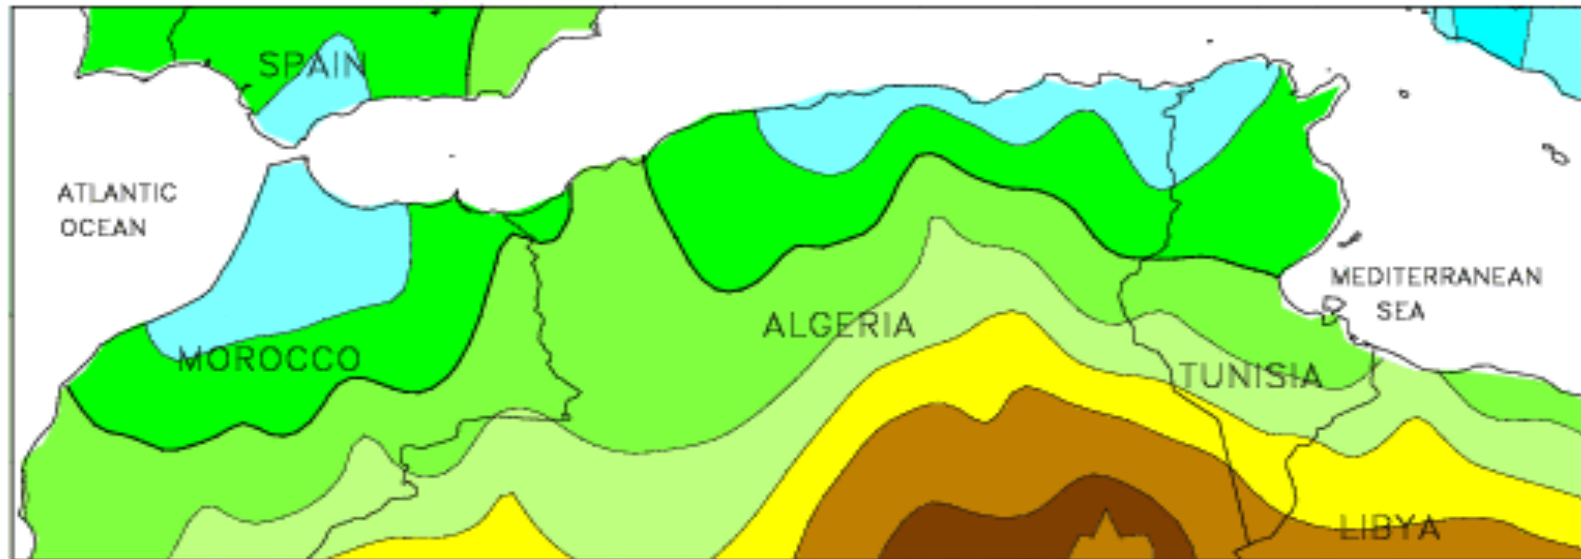 SPAIN
ATLANTIC
OCEAN
MEDITERRANEAN
SEA
ALGERIA
MOROCCO
TUNISIA
LIBYA